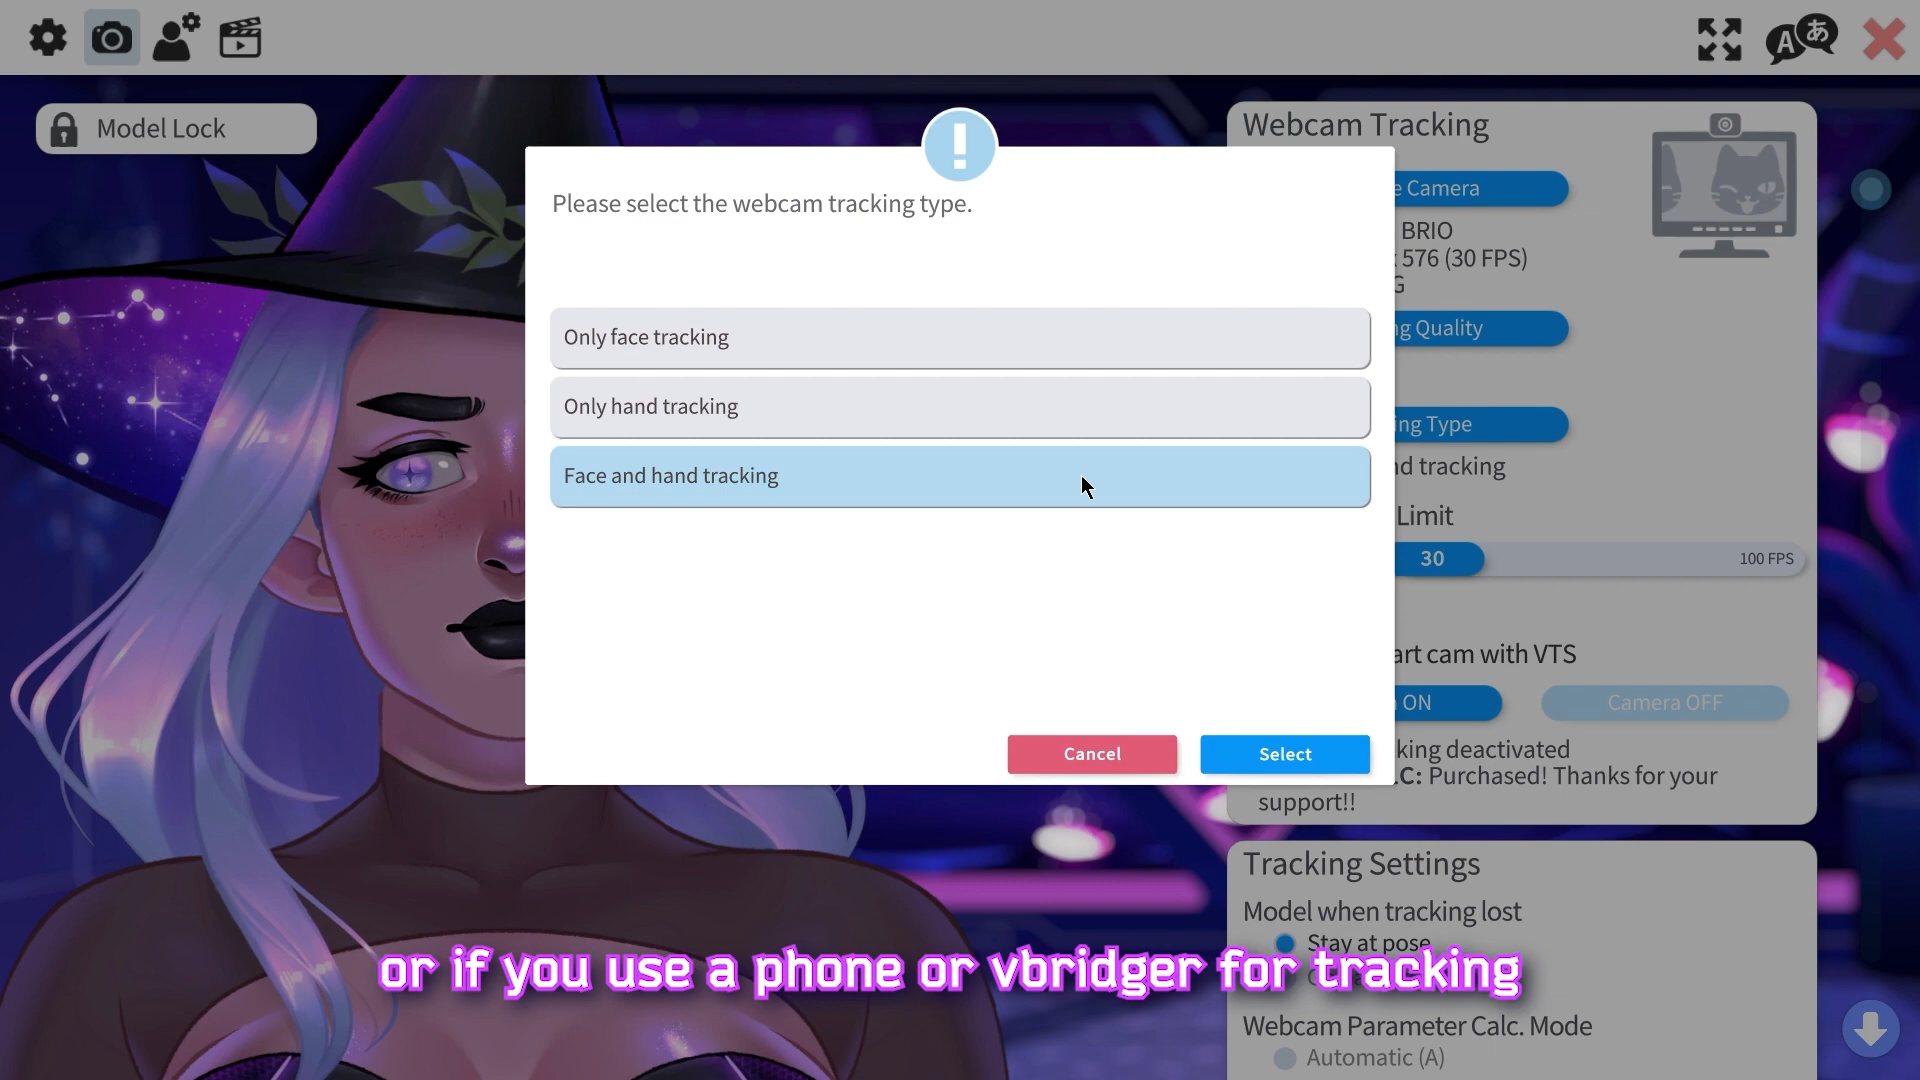 Model Lock
Webcam Tracking
Please select the webcam tracking type.
e Camera
BRIO
576 (30 FPS)
G
Only face tracking
ng Quality
Only hand tracking
ing Type
Face and hand tracking
nd tracking
Limit
30
100 FPS
art cam with VTS
ON
Camera OFF
Cancel
Select
king deactivated
.C: Purchased! Thanks for your
support!!
Tracking Settings
Model when tracking lost
Stay at pose
or if you use a phone or vbridger for tracking
Webcam Parameter Calc. Mode
Automatic (A)